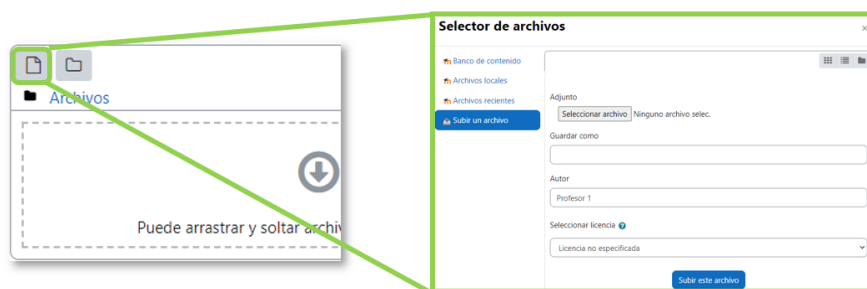 Archivos
Puede arrastrar y soltar
Selector de archivos
Banco de contenido
Archivos locales
Archivos recientes
Subir un archivo
Adjunto
Seleccionar archivo Ninguno archivo selec.
Guardar como
Autor
Profesor 1
Seleccionar licencia
Licencia no especificada
Subir este archivo